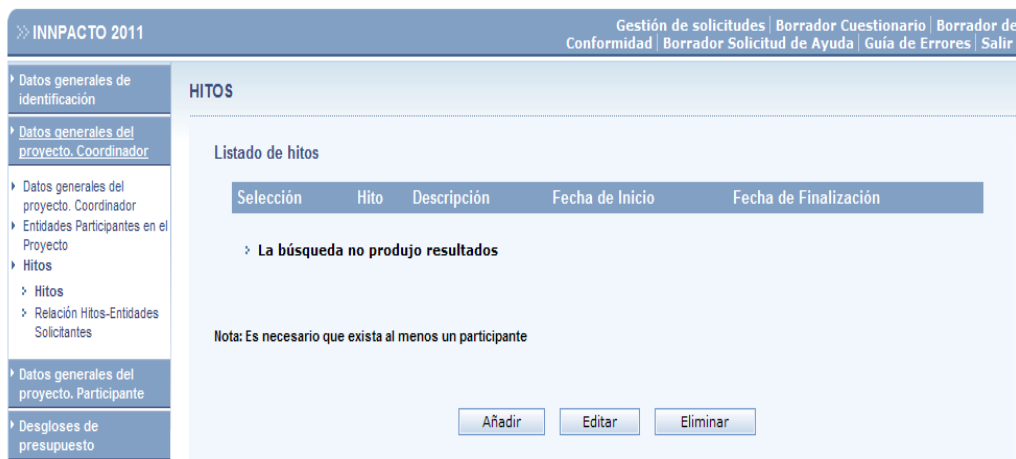 INNPACTO 2011
Gestión de solicitudes | Borrador Cuestionario | Borrador de
Conformidad | Borrador Solicitud de Ayuda | Guía de Errores | Salir
Datos generales de
identificación
Datos generales del
proyecto. Coordinador
Datos generales del
proyecto. Coordinador
Entidades Participantes en el
Proyecto
Hitos
Hitos
Relación Hitos-Entidades
Solicitantes
Datos generales del
proyecto. Participante
Desgloses de
presupuesto
HITOS
Listado de hitos
Selección Hito Descripción Fecha de Inicio Fecha de Finalización
La búsqueda no produjo resultados
Nota: Es necesario que exista al menos un participante
Añadir Editar Eliminar